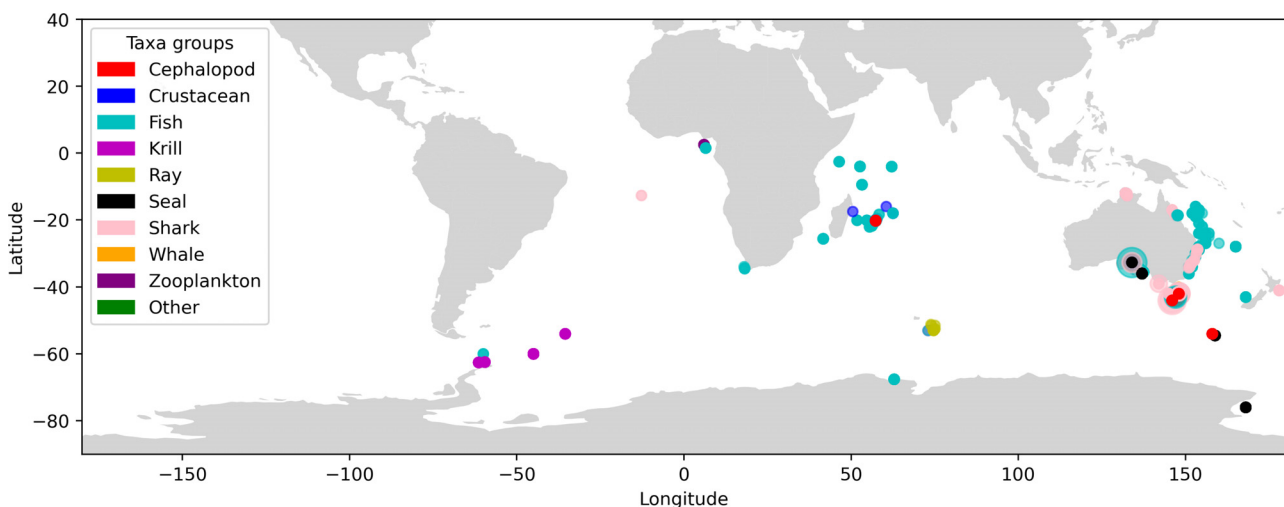 40
20
0
−20
−40
−60
−80
Latitude
Taxa groups
Cephalopod
Crustacean
Fish
Krill
Ray
Seal
Shark
Whale
Zooplankton
Other
−150
−100
−50
0
50
100
150
Longitude